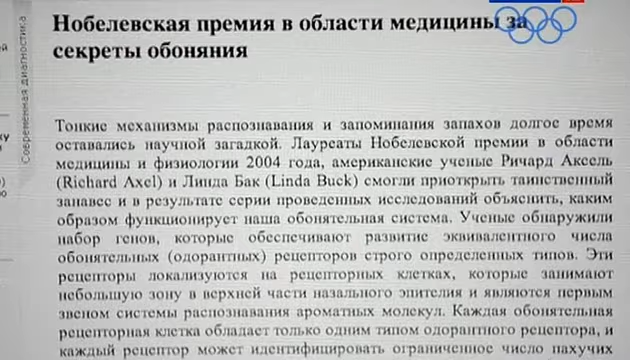 Нобелевская премия в области медицины за
секреты обоняния
Современная диагностика
Тонкие механизмы распознавания и запоминания запахов долгое время
оставались научной загадкой. Лауреаты Нобелевской премии в области
медицины и физиологии 2004 года, американские ученые Ричард Аксель
(Richard Axel) и Линда Бак (Linda Buck) смогли приоткрыть таинственный
занавес и в результате серии проведенных исследований объяснить, каким
образом функционирует наша обонятельная система. Ученые обнаружили
набор генов, которые обеспечивают развитие эквивалентного числа
обонятельных (одорантных) рецепторов строго определенных типов. Эти
рецепторы локализуются на рецепторных клетках, которые занимают
небольшую зону в верхней части назального эпителия и являются первым
звеном системы распознавания ароматных молекул. Каждая обонятельная
рецепторная клетка обладает только одним типом одорантного рецептора, и
каждый рецептор может идентифицировать ограниченное число пахучих